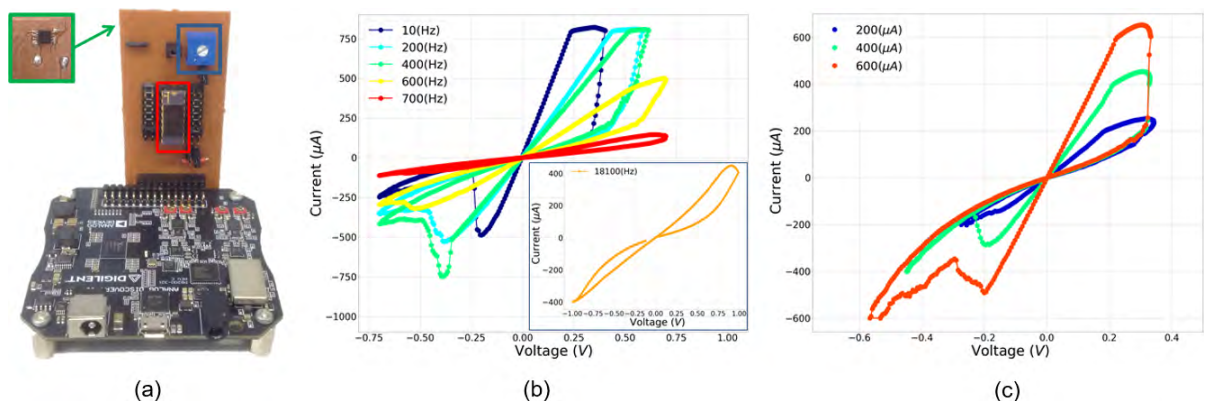 10(Hz)
200(Hz)
400(Hz)
600(Hz)
700(Hz)
Current (μA)
750
500
250
0
-250
-500
-750
-1000
-0.75
-0.50
-0.25
0.00
0.25
0.50
0.75
1.00
Voltage (V)
18100(Hz)
Current (μA)
400
200
0
-200
-400
-1.00
-0.75
-0.50
-0.25
0.00
0.25
0.50
0.75
1.00
Voltage (V)
200(μA)
400(μA)
600(μA)
Current (μA)
600
400
200
0
-200
-400
-600
-0.6
-0.4
-0.2
0.0
0.2
0.4
Voltage (V)
ANALOG
DEVICES
DIGILENT
ANALOG DISCOVERY
(a)
(b)
(c)